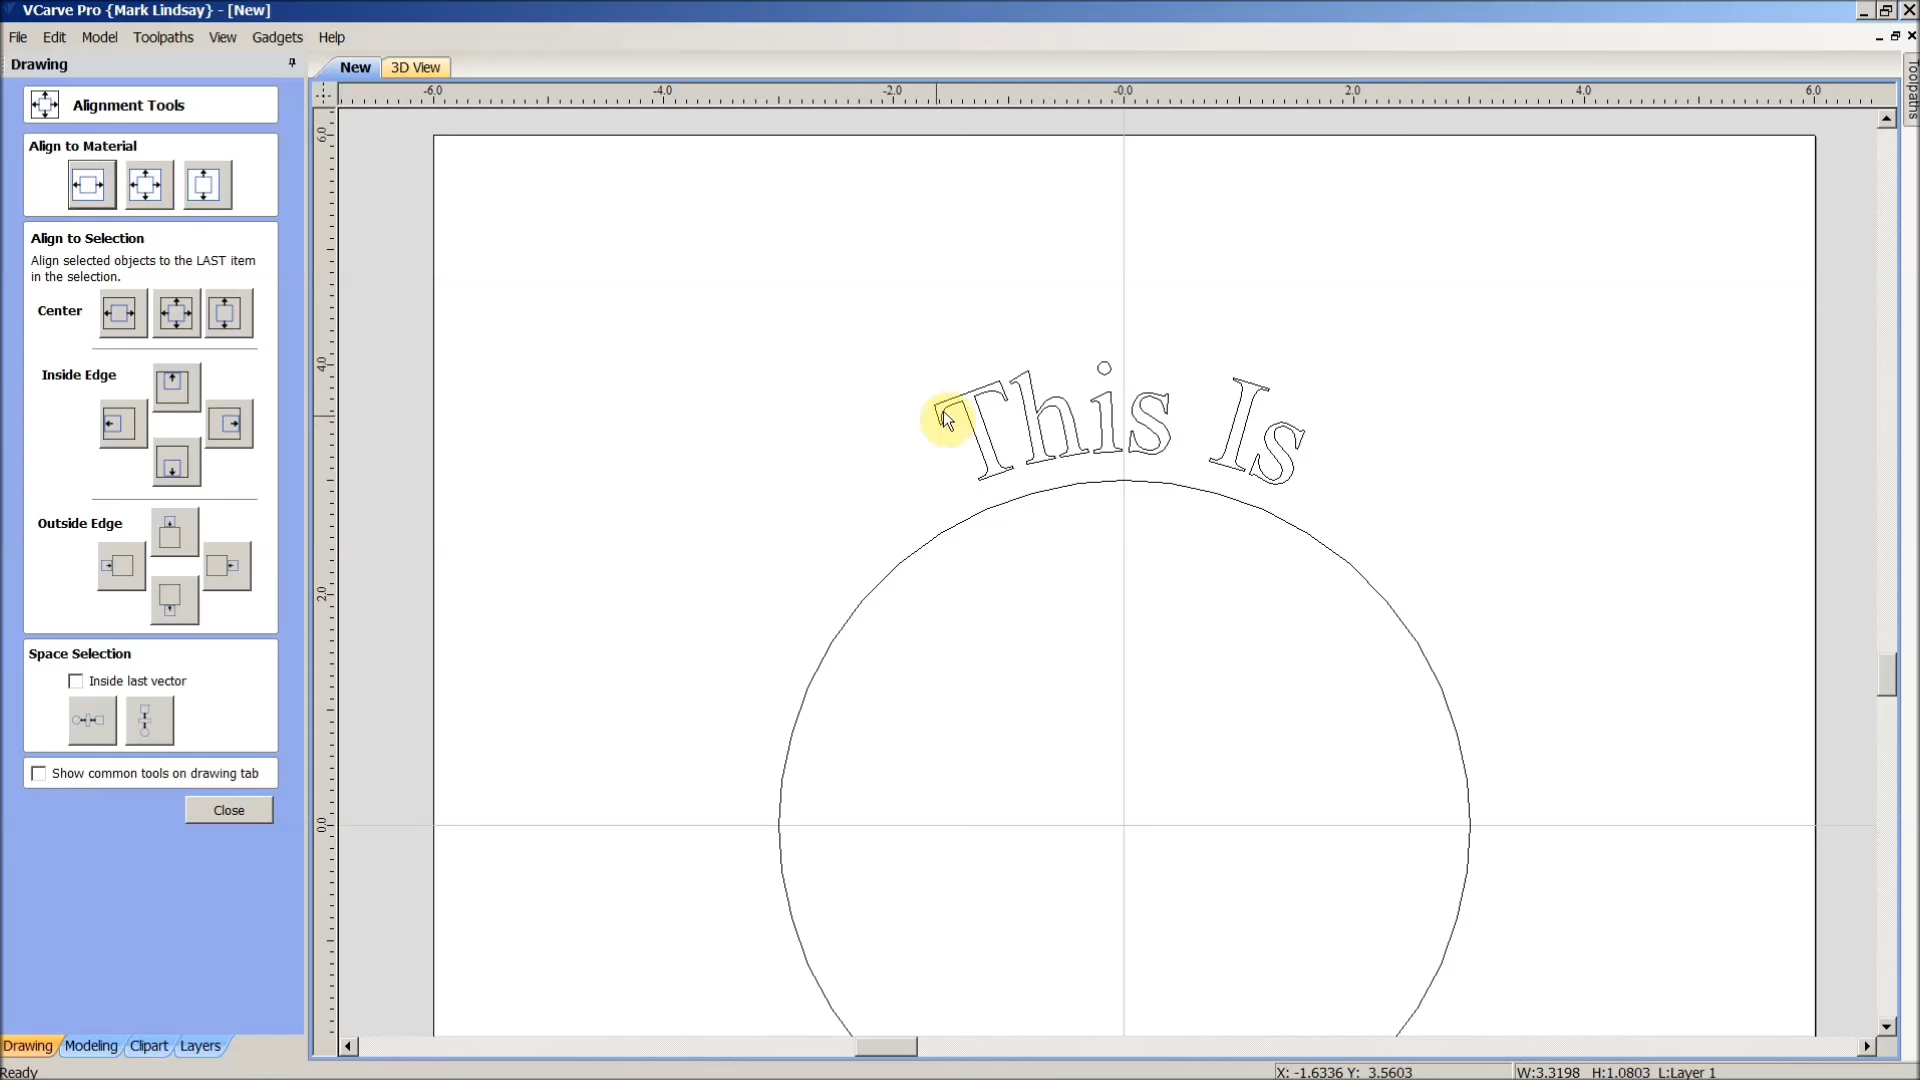 VCarve Pro {Mark Lindsay} - [New]
File Edit Model Toolpaths View Gadgets Help
Drawing
New 3D View
Toolpaths
Alignment Tools
-6.0 -4.0 -2.0 -0.0 2.0 4.0 6.0
6.0
4.0
2.0
0.0
Align to Material
Align to Selection
Align selected objects to the LAST item
in the selection.
Center
Inside Edge
Outside Edge
Space Selection
Inside last vector
Show common tools on drawing tab
Close
This Is
Drawing Modeling Clipart Layers
Ready
X: -1.6336 Y: 3.5603
W:3.3198 H:1.0803 L:Layer 1